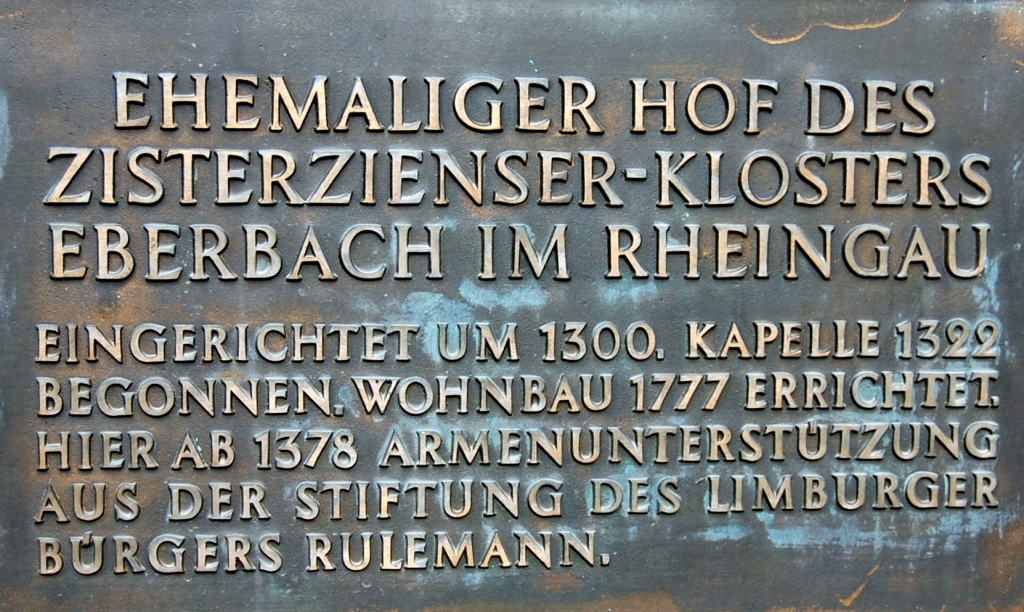 EHEMALIGER HOF DES
ZISTERZIENSER-KLOSTERS
EBERBACH IM RHEINGAU
EINGERICHTET UM 1300. KAPELLE 1322
BEGONNEN. WOHNBAU 1777 ERRICHTET.
HIER AB 1378 ARMENUNTERSTÜTZUNG
AUS DER STIFTUNG DES LIMBURGER
BÜRGERS RULEMANN.